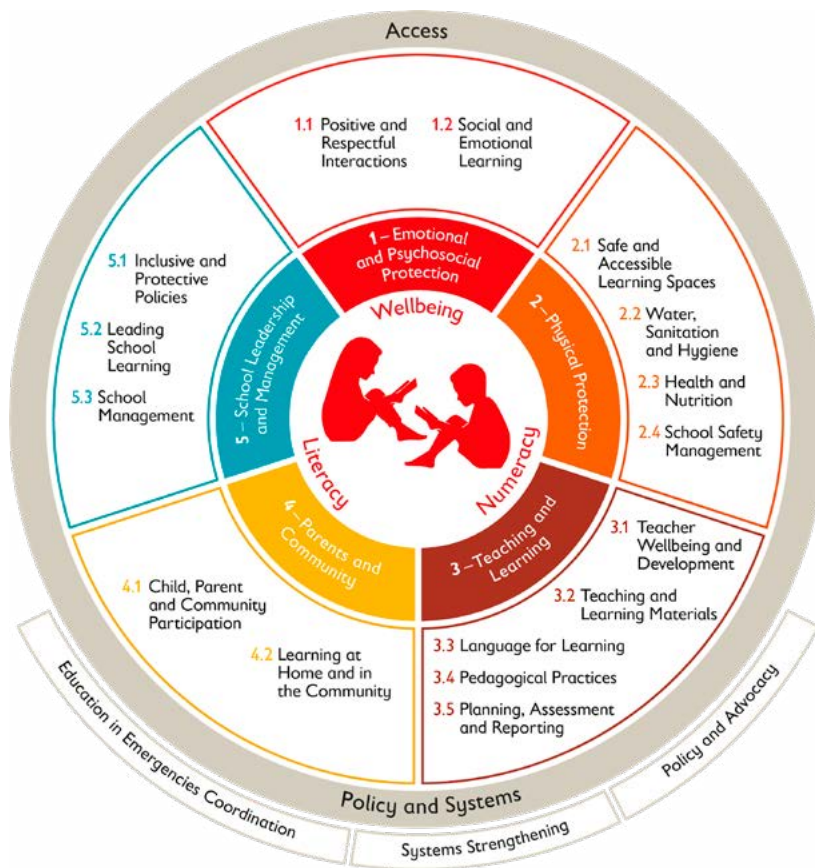 Access
1.1 Positive and
Respectful
Interactions
1.2 Social and
Emotional
Learning
1 – Emotional
and Psychosocial
Protection
2.1 Safe and
Accessible
Learning Spaces
2.2 Water,
Sanitation
and Hygiene
2.3 Health and
Nutrition
2.4 School Safety
Management
2 – Physical Protection
3.1 Teacher
Wellbeing and
Development
3.2 Teaching and
Learning Materials
3.3 Language for Learning
3.4 Pedagogical Practices
3.5 Planning, Assessment
and Reporting
3 – Teaching and
Learning
4.1 Child, Parent
and Community
Participation
4.2 Learning at
Home and in
the Community
4 – Parents and
Community
5.1 Inclusive and
Protective
Policies
5.2 Leading
School
Learning
5.3 School
Management
5 – School Leadership
and Management
Wellbeing
Literacy
Numeracy
Policy and Systems
Education in Emergencies Coordination
Systems Strengthening
Policy and Advocacy